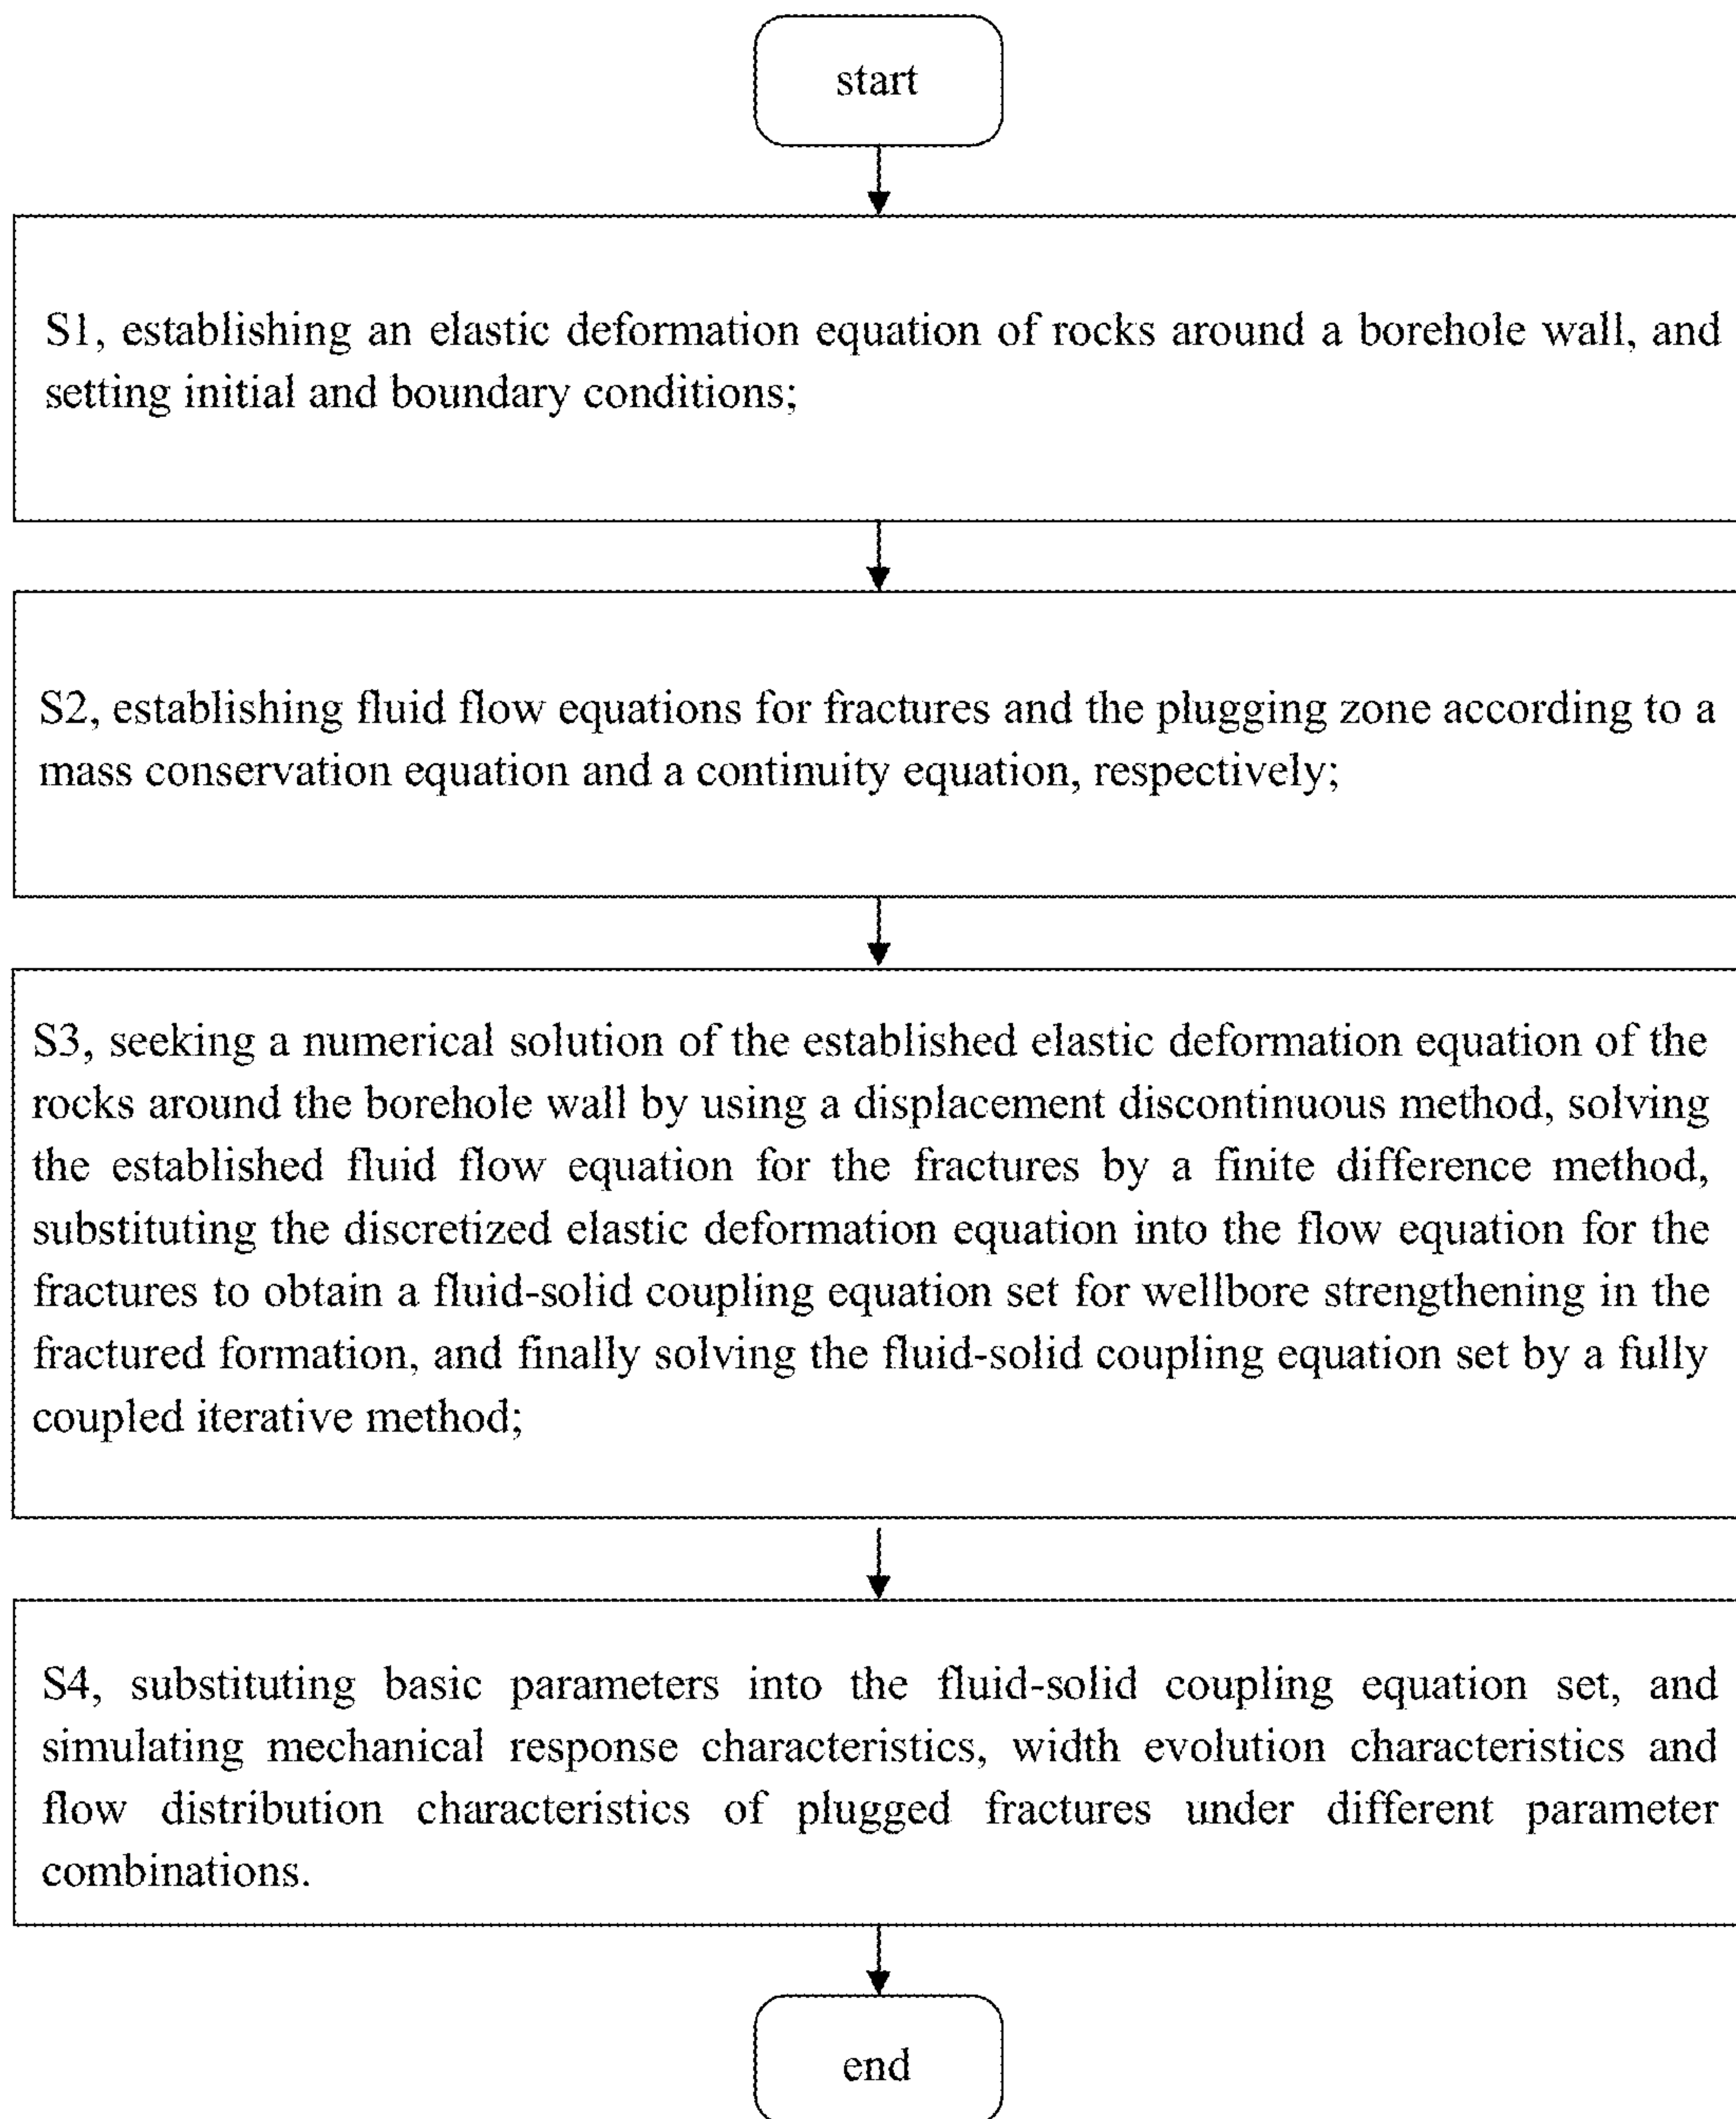 start
S1, establishing an elastic deformation equation of rocks around a borehole wall, and
setting initial and boundary conditions;
S2, establishing fluid flow equations for fractures and the plugging zone according to a
mass conservation equation and a continuity equation, respectively;
S3, seeking a numerical solution of the established elastic deformation equation of the
rocks around the borehole wall by using a displacement discontinuous method, solving
the established fluid flow equation for the fractures by a finite difference method,
substituting the discretized elastic deformation equation into the flow equation for the
fractures to obtain a fluid-solid coupling equation set for wellbore strengthening in the
fractured formation, and finally solving the fluid-solid coupling equation set by a fully
coupled iterative method;
S4, substituting basic parameters into the fluid-solid coupling equation set, and
simulating mechanical response characteristics, width evolution characteristics and
flow distribution characteristics of plugged fractures under different parameter
combinations.
end